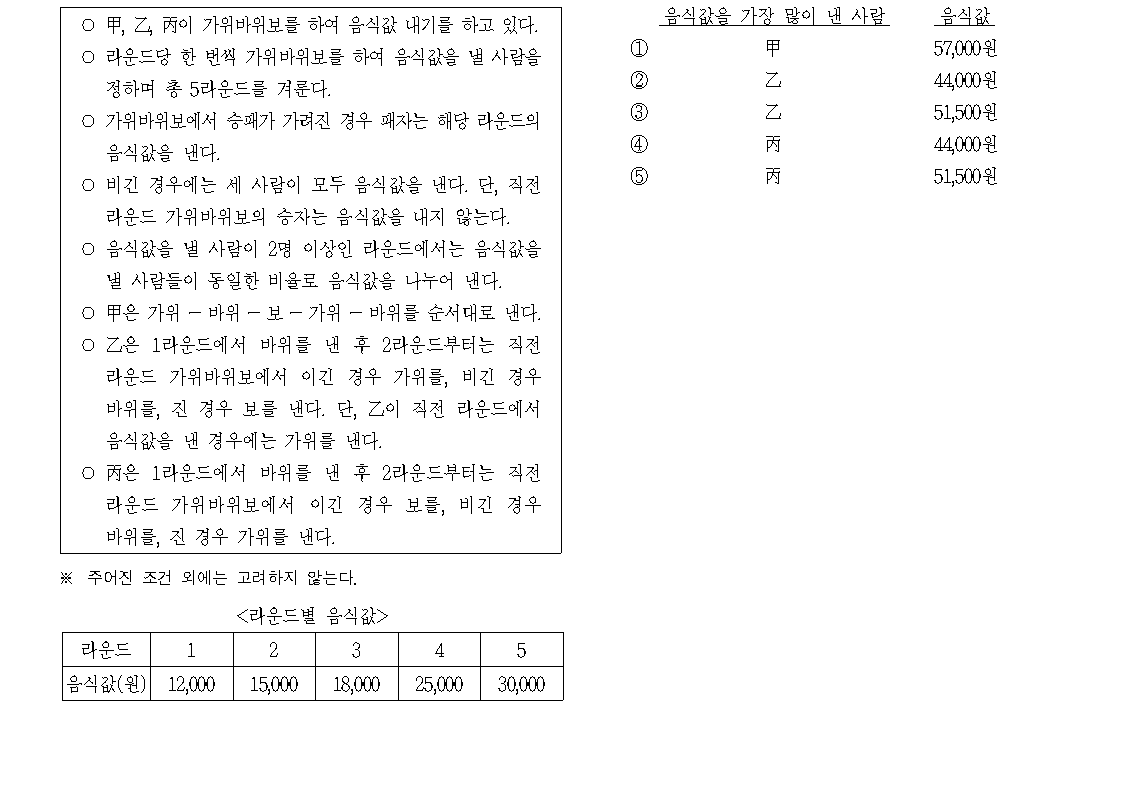 ○ 甲, 乙, 丙이 가위바위보를 하여 음식값 내기를 하고 있다.
○ 라운드당 한 번씩 가위바위보를 하여 음식값을 낼 사람을
정하며 총 5라운드를 겨룬다.
○ 가위바위보에서 승패가 가려진 경우 패자는 해당 라운드의
음식값을 낸다.
○ 비긴 경우에는 세 사람이 모두 음식값을 낸다. 단, 직전
라운드 가위바위보의 승자는 음식값을 내지 않는다.
○ 음식값을 낼 사람이 2명 이상인 라운드에서는 음식값을
낼 사람들이 동일한 비율로 음식값을 나누어 낸다.
○ 甲은 가위 - 바위 - 보 - 가위 - 바위를 순서대로 낸다.
○ 乙은 1라운드에서 바위를 낸 후 2라운드부터는 직전
라운드 가위바위보에서 이긴 경우 가위를, 비긴 경우
바위를, 진 경우 보를 낸다. 단, 乙이 직전 라운드에서
음식값을 낸 경우에는 가위를 낸다.
○ 丙은 1라운드에서 바위를 낸 후 2라운드부터는 직전
라운드 가위바위보에서 이긴 경우 보를, 비긴 경우
바위를, 진 경우 가위를 낸다.
※ 주어진 조건 외에는 고려하지 않는다.
<라운드별 음식값>
라운드 1 2 3 4 5
음식값(원) 12,000 15,000 18,000 25,000 30,000
음식값을 가장 많이 낸 사람 음식값
① 甲 57,000원
② 乙 44,000원
③ 乙 51,500원
④ 丙 44,000원
⑤ 丙 51,500원